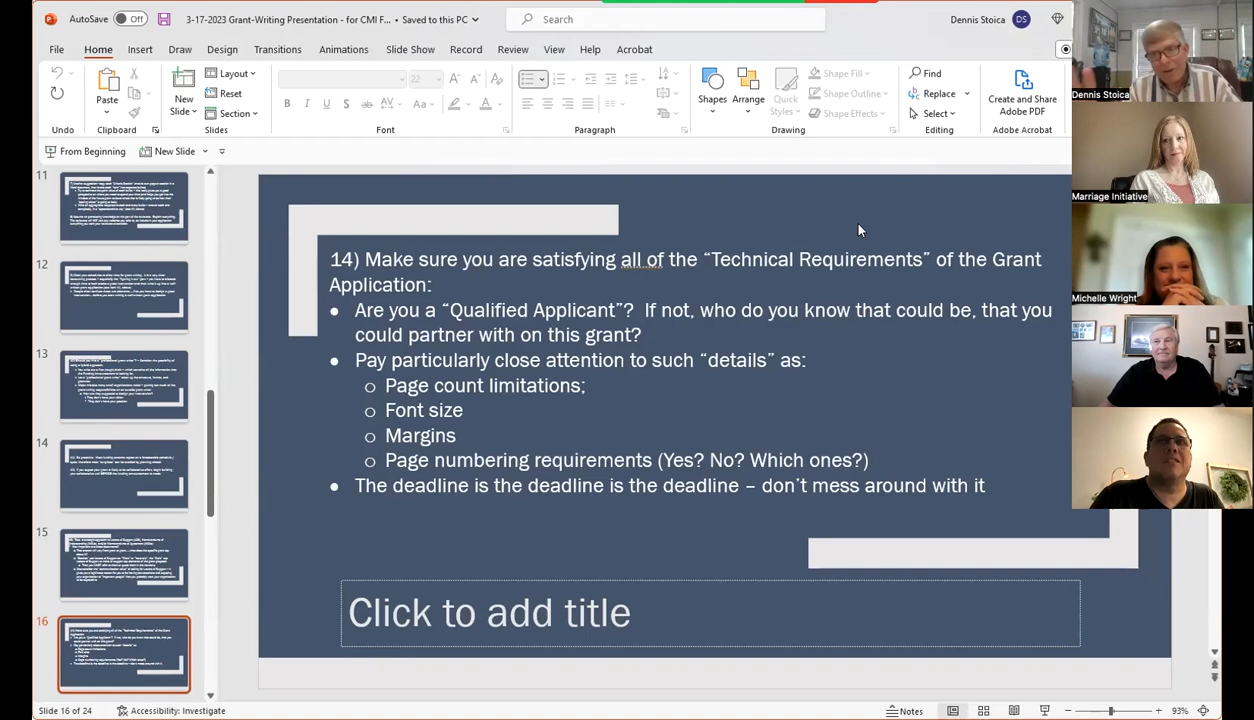 AutoSave Off 3-17-2023 Grant-Writing Presentation - for CMI F... • Saved to this PC Search Dennis Stoica DS
File Home Insert Draw Design Slide Show Transitions Animations Slide Show Record Review View Help Acrobat
Paste
New
Slide
Layout
Reset
Section
22
Shapes
Arrange
Quick
Styles
Shape Fill
Shape Outline
Shape Effects
Find
Replace
Select
Create and Share
Adobe PDF
Undo Clipboard Slides Font Paragraph Drawing Editing Adobe Acrobat
From Beginning New Slide
11
12
13
14
15
16
14) Make sure you are satisfying all of the “Technical Requirements” of the Grant
Application:
• Are you a “Qualified Applicant”? If not, who do you know that could be, that you
could partner with on this grant?
• Pay particularly close attention to such “details” as:
o Page count limitations;
o Font size
o Margins
o Page numbering requirements (Yes? No? Which ones?)
• The deadline is the deadline is the deadline – don’t mess around with it
Click to add title
Dennis Stoica
Marriage Initiative
Michelle Wright
Slide 16 of 24 Accessibility: Investigate Notes 93%